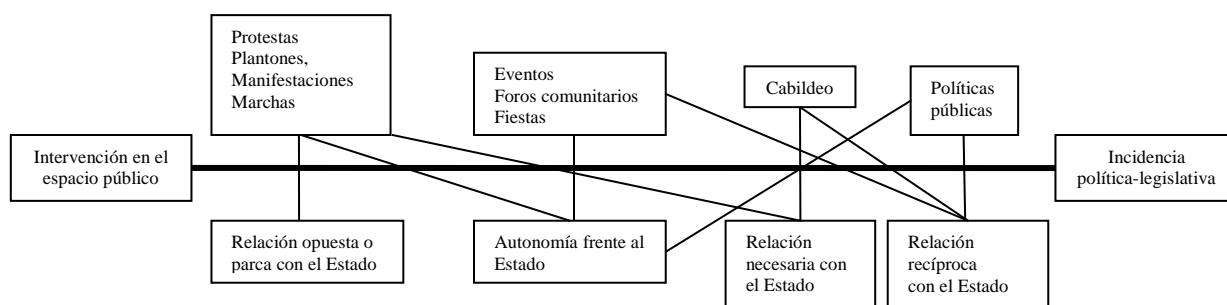 Protestas
Plantones,
Manifestaciones
Marchas
Eventos
Foros comunitarios
Fiestas
Cabildeo
Políticas
públicas
Intervención en el
espacio público
Incidencia
política-legislativa
Relación opuesta o
parca con el Estado
Autonomía frente al
Estado
Relación
necesaria con
el Estado
Relación
recíproca
con el Estado